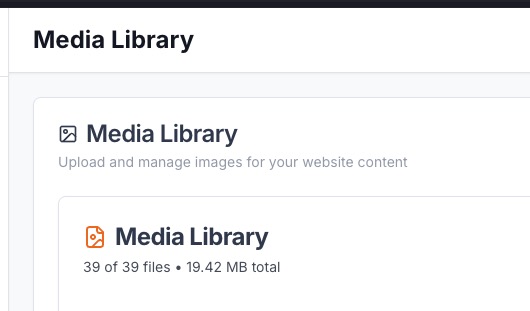 Media Library
Media Library
Upload and manage images for your website content
Media Library
39 of 39 files • 19.42 MB total